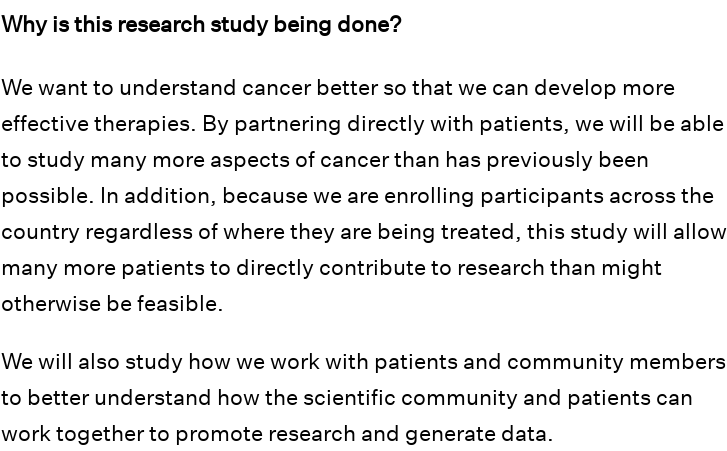 Why is this research study being done?
We want to understand cancer better so that we can develop more
effective therapies. By partnering directly with patients, we will be able
to study many more aspects of cancer than has previously been
possible. In addition, because we are enrolling participants across the
country regardless of where they are being treated, this study will allow
many more patients to directly contribute to research than might
otherwise be feasible.
We will also study how we work with patients and community members
to better understand how the scientific community and patients can
work together to promote research and generate data.